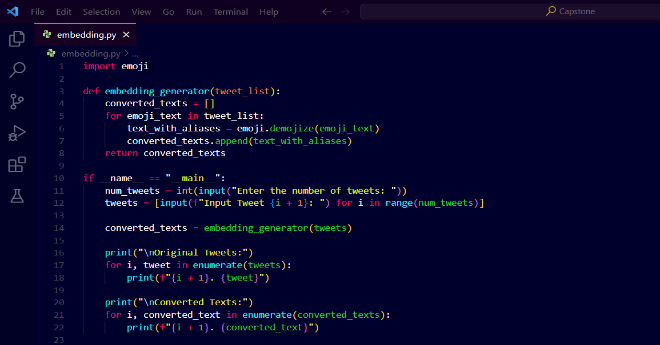 File Edit Selection View Go Run Terminal Help Capstone
embedding.py
embedding.py > ...
1 import emoji
2
3 def embedding_generator(tweet_list):
4 converted_texts = []
5 for emoji_text in tweet_list:
6 text_with_aliases = emoji.demojize(emoji_text)
7 converted_texts.append(text_with_aliases)
8 return converted_texts
9
10 if __name__ == "__main__":
11 num_tweets = int(input("Enter the number of tweets: "))
12 tweets = [input(f"Input Tweet {i + 1}: ") for i in range(num_tweets)]
13
14 converted_texts = embedding_generator(tweets)
15
16 print("\nOriginal Tweets:")
17 for i, tweet in enumerate(tweets):
18 print(f"{i + 1}. {tweet}")
19
20 print("\nConverted Texts:")
21 for i, converted_text in enumerate(converted_texts):
22 print(f"{i + 1}. {converted_text}")
23